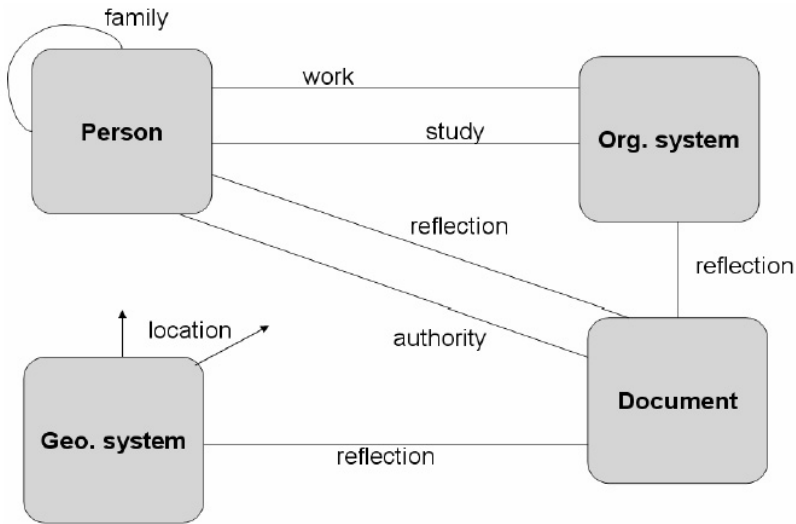 family
work
Person
study
Org. system
reflection
reflection
location
authority
Document
Geo. system
reflection